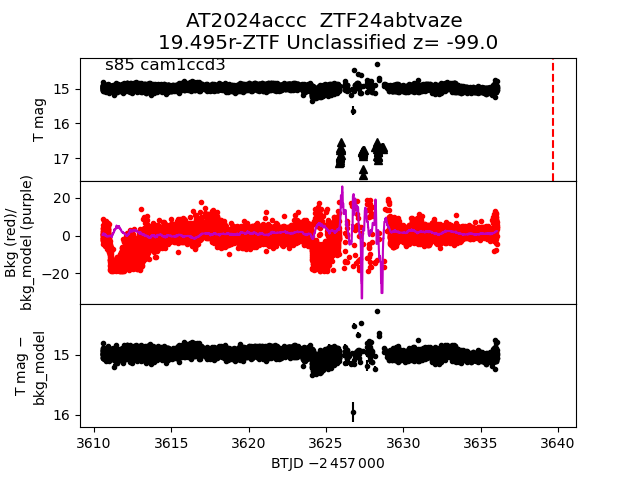 AT2024accc  ZTF24abtvaze
19.495r-ZTF Unclassified z= -99.0
s85 cam1ccd3
T mag
15
16
17
Bkg (red)/
bkg_model (purple)
20
0
−20
T mag −
bkg_model
15
16
3610
3615
3620
3625
3630
3635
3640
BTJD −2 457 000